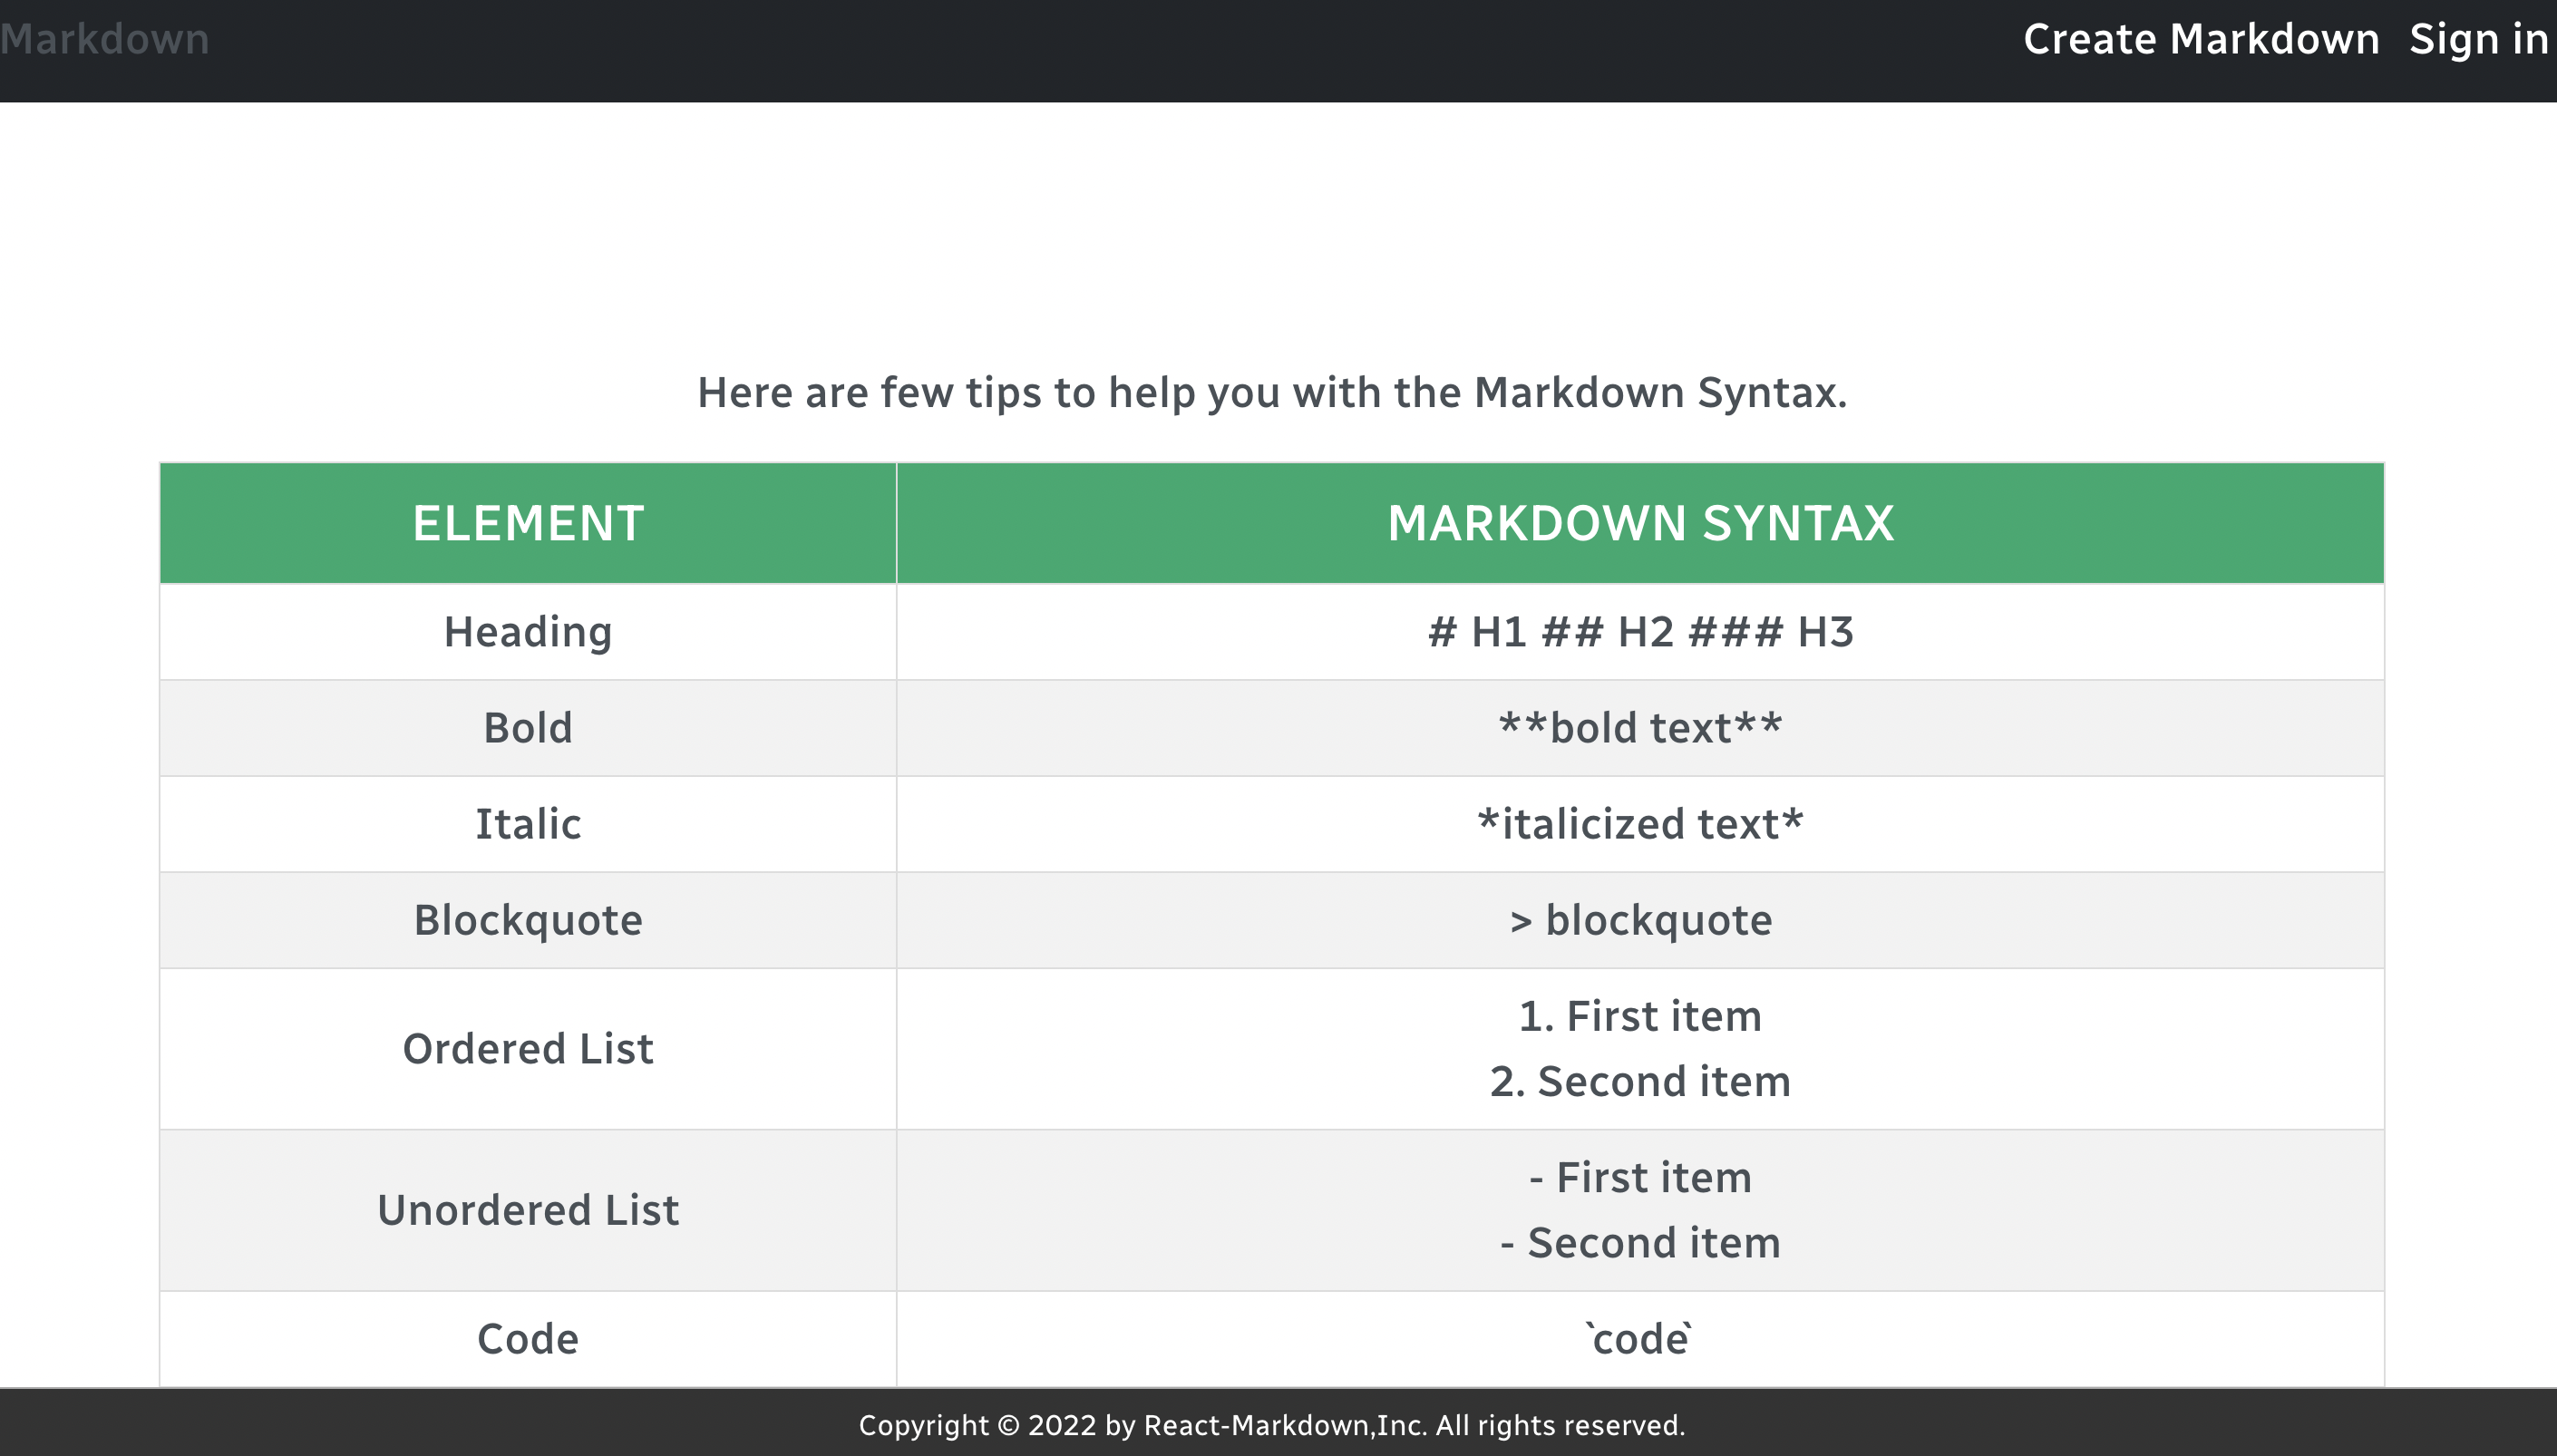 Markdown
Create Markdown Sign in
Here are few tips to help you with the Markdown Syntax.
ELEMENT MARKDOWN SYNTAX
Heading # H1 ## H2 ### H3
Bold **bold text**
Italic *italicized text*
Blockquote > blockquote
Ordered List
1. First item
2. Second item
Unordered List
- First item
- Second item
Code `code`
Copyright © 2022 by React-Markdown,Inc. All rights reserved.